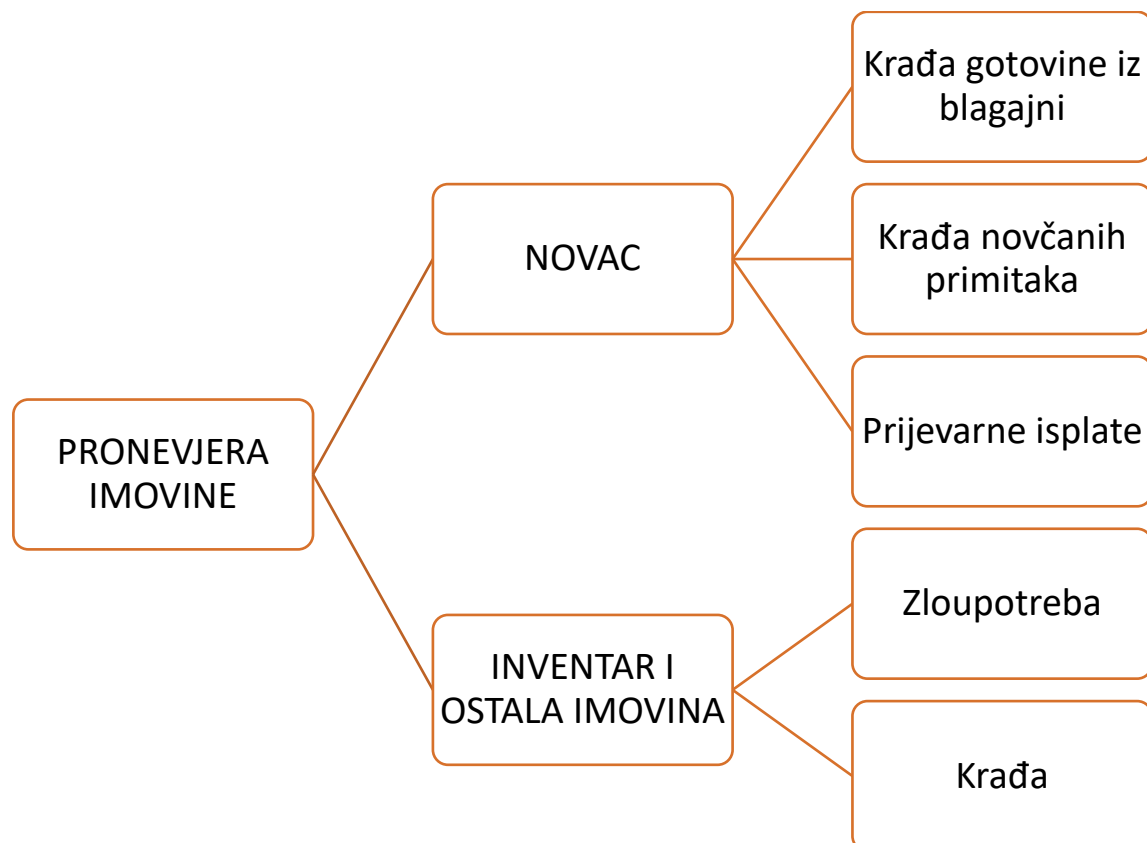 Krađa gotovine iz
blagajni
NOVAC
Krađa novčanih
primitaka
Prijevarne isplate
PRONEVJERA
IMOVINE
INVENTAR I
OSTALA IMOVINA
Zloupotreba
Krađa